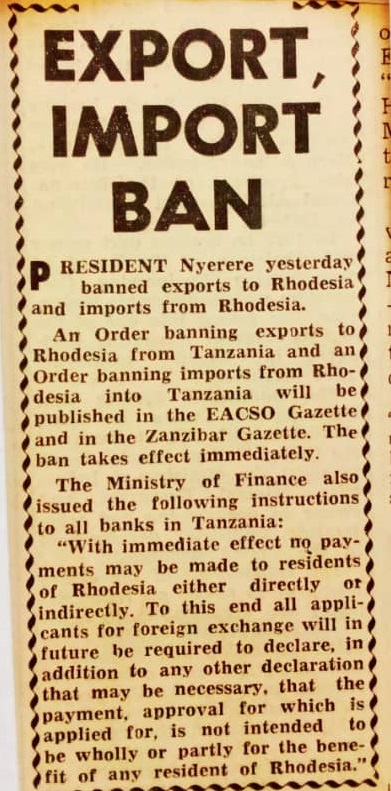 EXPORT,
IMPORT
BAN
PRESIDENT Nyerere yesterday
banned exports to Rhodesia
and imports from Rhodesia.
An Order banning exports to
Rhodesia from Tanzania and an
Order banning imports from Rho-
desia into Tanzania will be
published in the EACSO Gazette
and in the Zanzibar Gazette. The
ban takes effect immediately.
The Ministry of Finance also
issued the following instructions
to all banks in Tanzania:
"With immediate effect no pay-
ments may be made to residents
of Rhodesia either directly or
indirectly. To this end all appli-
cants for foreign exchange will in
future be required to declare, in
addition to any other declaration
that may be necessary, that the
payment, approval for which is
applied for, is not intended to
be wholly or partly for the bene-
fit of any resident of Rhodesia."